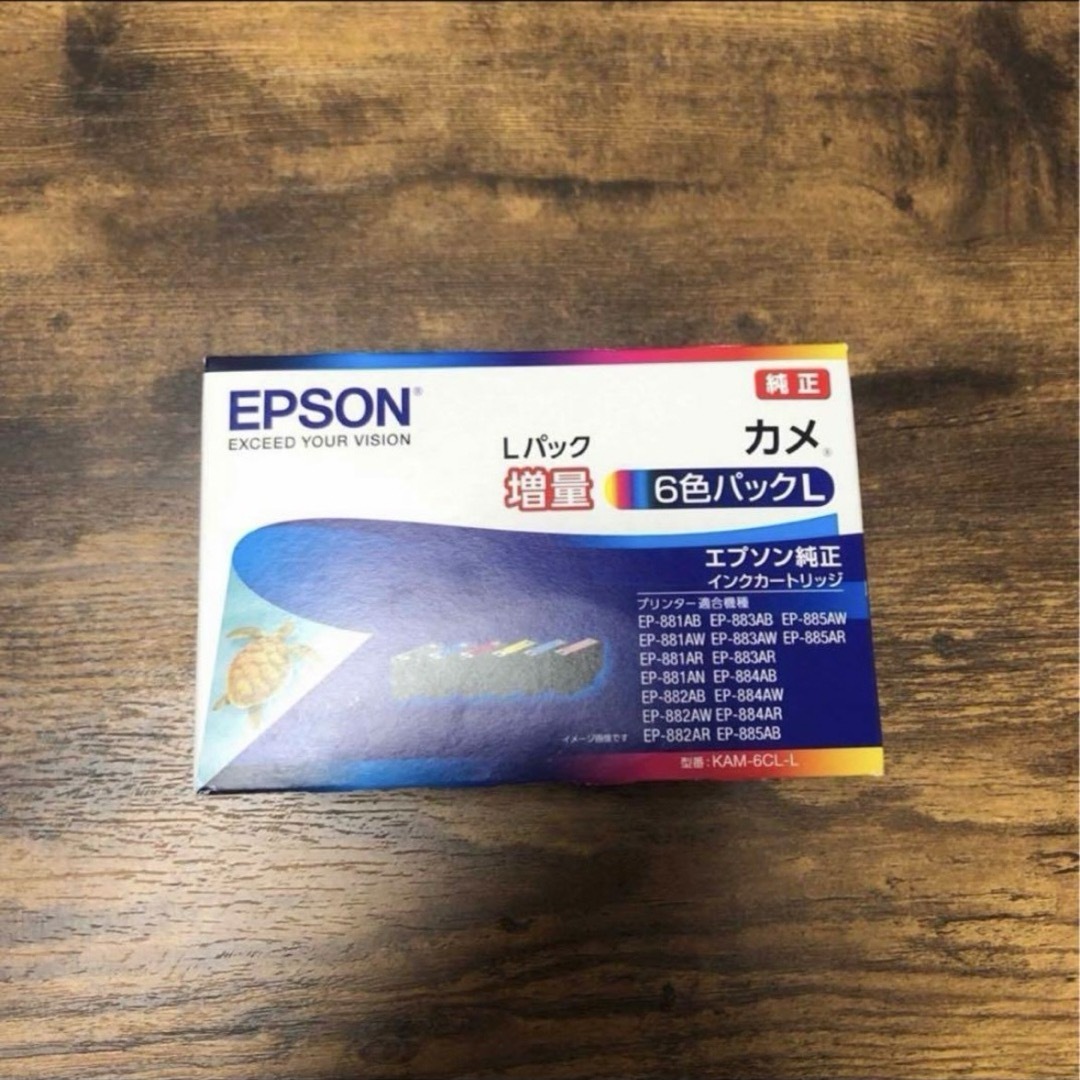 EPSON®
EXCEED YOUR VISION
純正
カメ®
Lパック
増量
6色パックL
エプソン純正
インクカートリッジ
プリンター適合機種
EP-881AB EP-883AB EP-885AW
EP-881AW EP-883AW EP-885AR
EP-881AR EP-883AR
EP-881AN EP-884AB
EP-882AB EP-884AW
EP-882AW EP-884AR
EP-882AR EP-885AB
イメージ画像です
型番:KAM-6CL-L